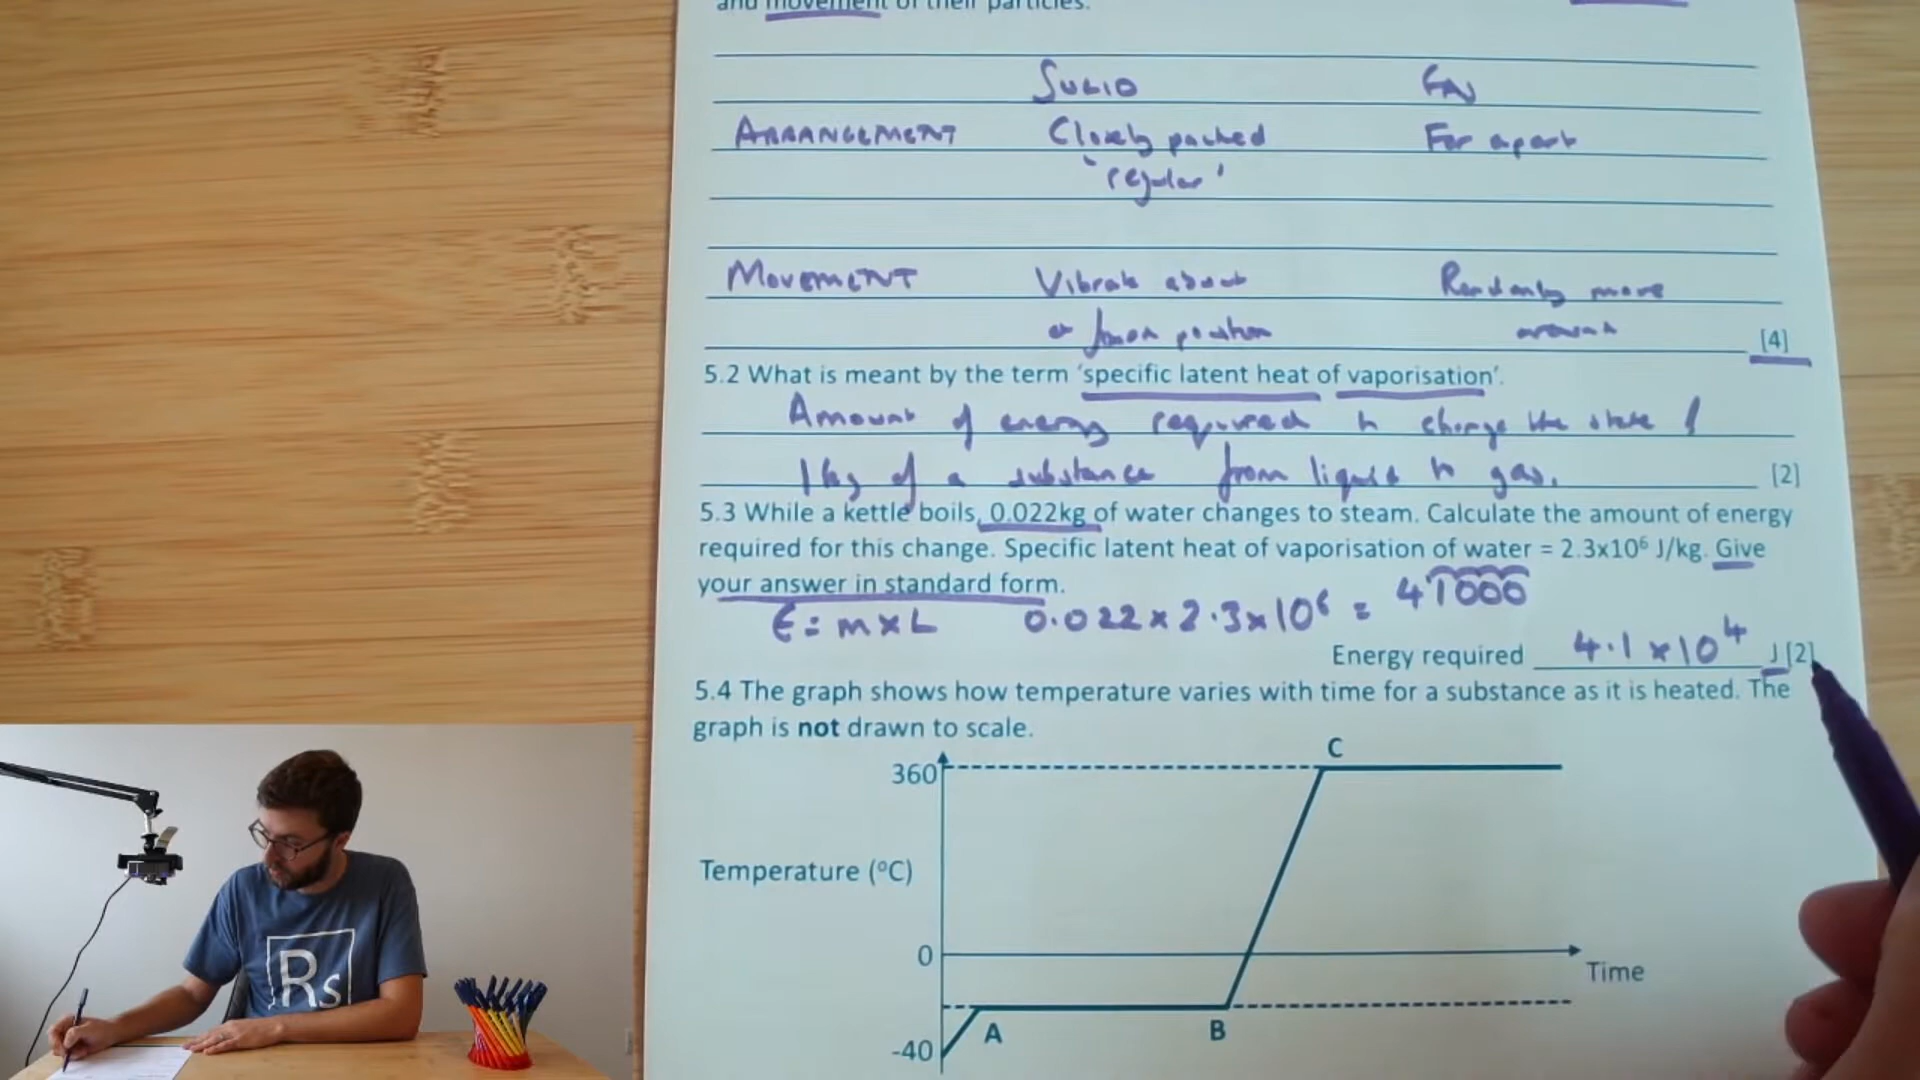 and movement of their particles.
SOLID GAS
ARRANGEMENT Closely packed Far apart
'regular'
MOVEMENT Vibrate about Randomly move
a fixed position around [4]
5.2 What is meant by the term 'specific latent heat of vaporisation'.
Amount of energy required to change the state of
1kg of a substance from liquid to gas. [2]
5.3 While a kettle boils, 0.022kg of water changes to steam. Calculate the amount of energy
required for this change. Specific latent heat of vaporisation of water = 2.3x10⁶ J/kg. Give
your answer in standard form.
E = m x L 0.022 x 2.3 x 10⁶ = 41000
Energy required 4.1 x 10⁴ J [2]
5.4 The graph shows how temperature varies with time for a substance as it is heated. The
graph is not drawn to scale.
C
360
Temperature (°C)
0
Time
A B
-40
Rs